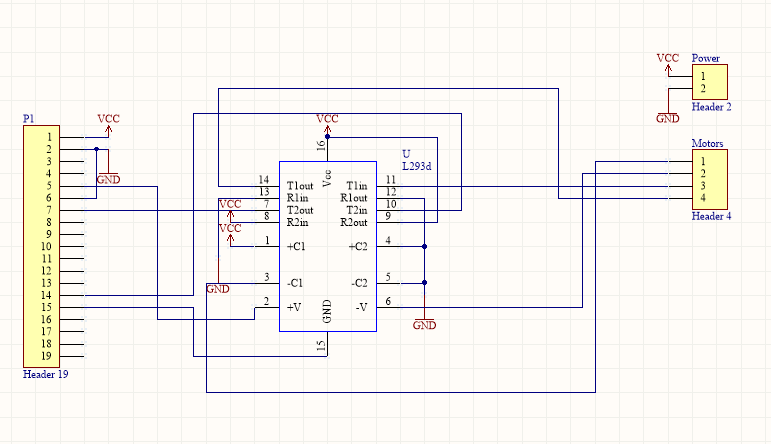 Power
VCC
1
2
GND
Header 2
P1
VCC
1
2
3
4
5
6
7
8
9
10
11
12
13
14
15
16
17
18
19
GND
Header 19
VCC
16
Vcc
U
L293d
14 T1out T1in 11
13 R1in R1out 12
7 T2out T2in 10
8 R2in R2out 9
VCC
VCC
1 +C1 +C2 4
3 -C1 -C2 5
2 +V -V 6
GND
15
GND
GND
Motors
1
2
3
4
Header 4